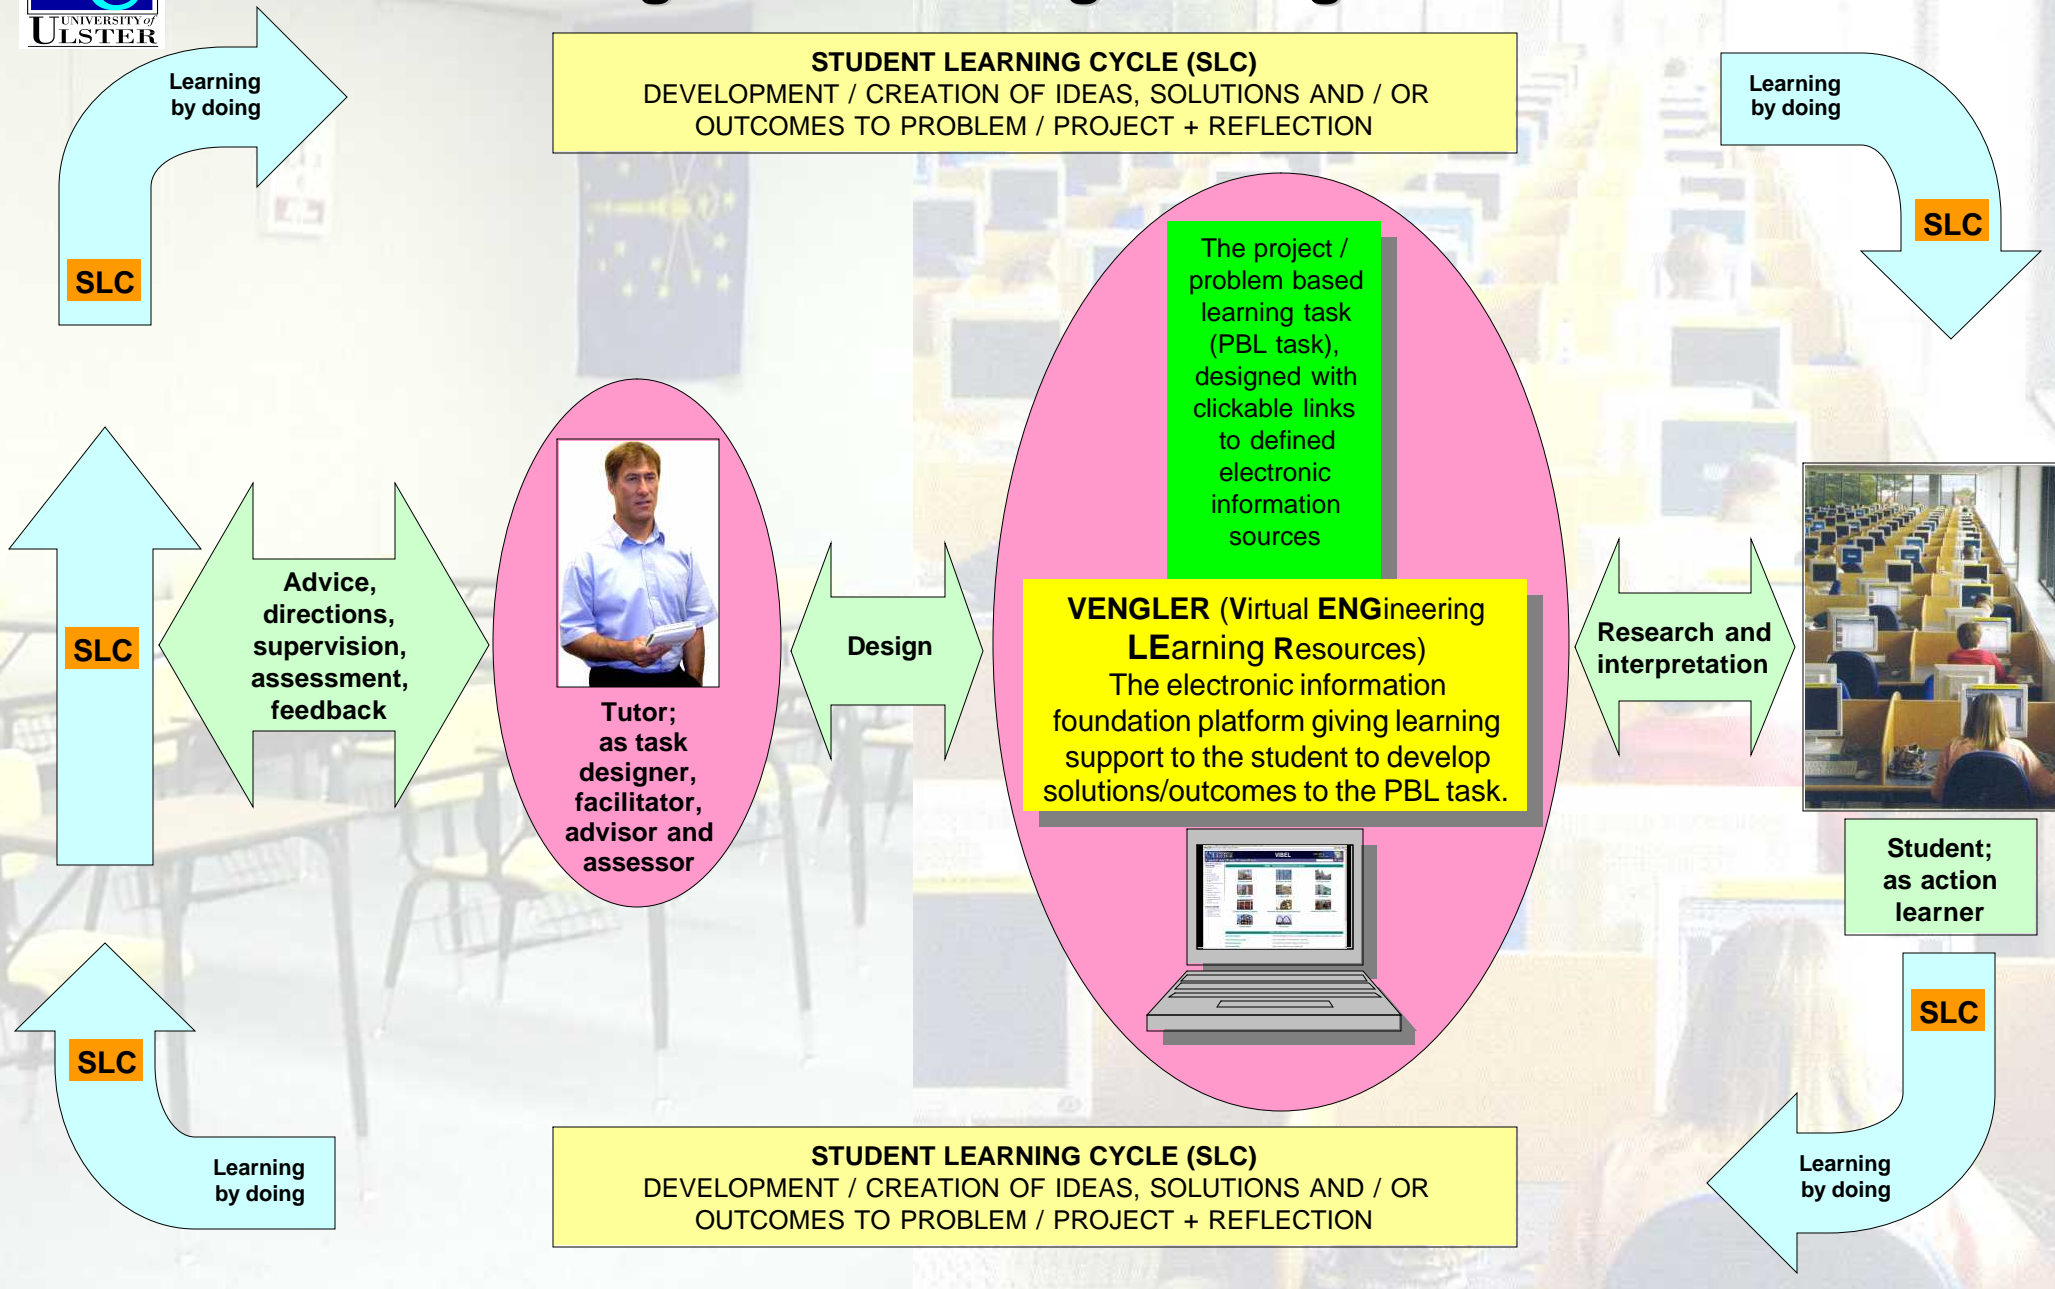 UNIVERSITY of
ULSTER
STUDENT LEARNING CYCLE (SLC)
DEVELOPMENT / CREATION OF IDEAS, SOLUTIONS AND / OR
OUTCOMES TO PROBLEM / PROJECT + REFLECTION
Learning
by doing
SLC
Learning
by doing
SLC
SLC
Advice,
directions,
supervision,
assessment,
feedback
Tutor;
as task
designer,
facilitator,
advisor and
assessor
Design
The project /
problem based
learning task
(PBL task),
designed with
clickable links
to defined
electronic
information
sources
VENGLER (Virtual ENGineering
LEarning Resources)
The electronic information
foundation platform giving learning
support to the student to develop
solutions/outcomes to the PBL task.
VIBEL
Research and
interpretation
Student;
as action
learner
SLC
Learning
by doing
SLC
Learning
by doing
STUDENT LEARNING CYCLE (SLC)
DEVELOPMENT / CREATION OF IDEAS, SOLUTIONS AND / OR
OUTCOMES TO PROBLEM / PROJECT + REFLECTION